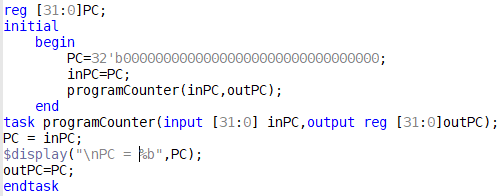 reg [31:0]PC;
initial
begin
PC=32'b00000000000000000000000000000000;
inPC=PC;
programCounter(inPC,outPC);
end
task programCounter(input [31:0] inPC,output reg [31:0]outPC);
PC = inPC;
$display("\nPC = %b",PC);
outPC=PC;
endtask